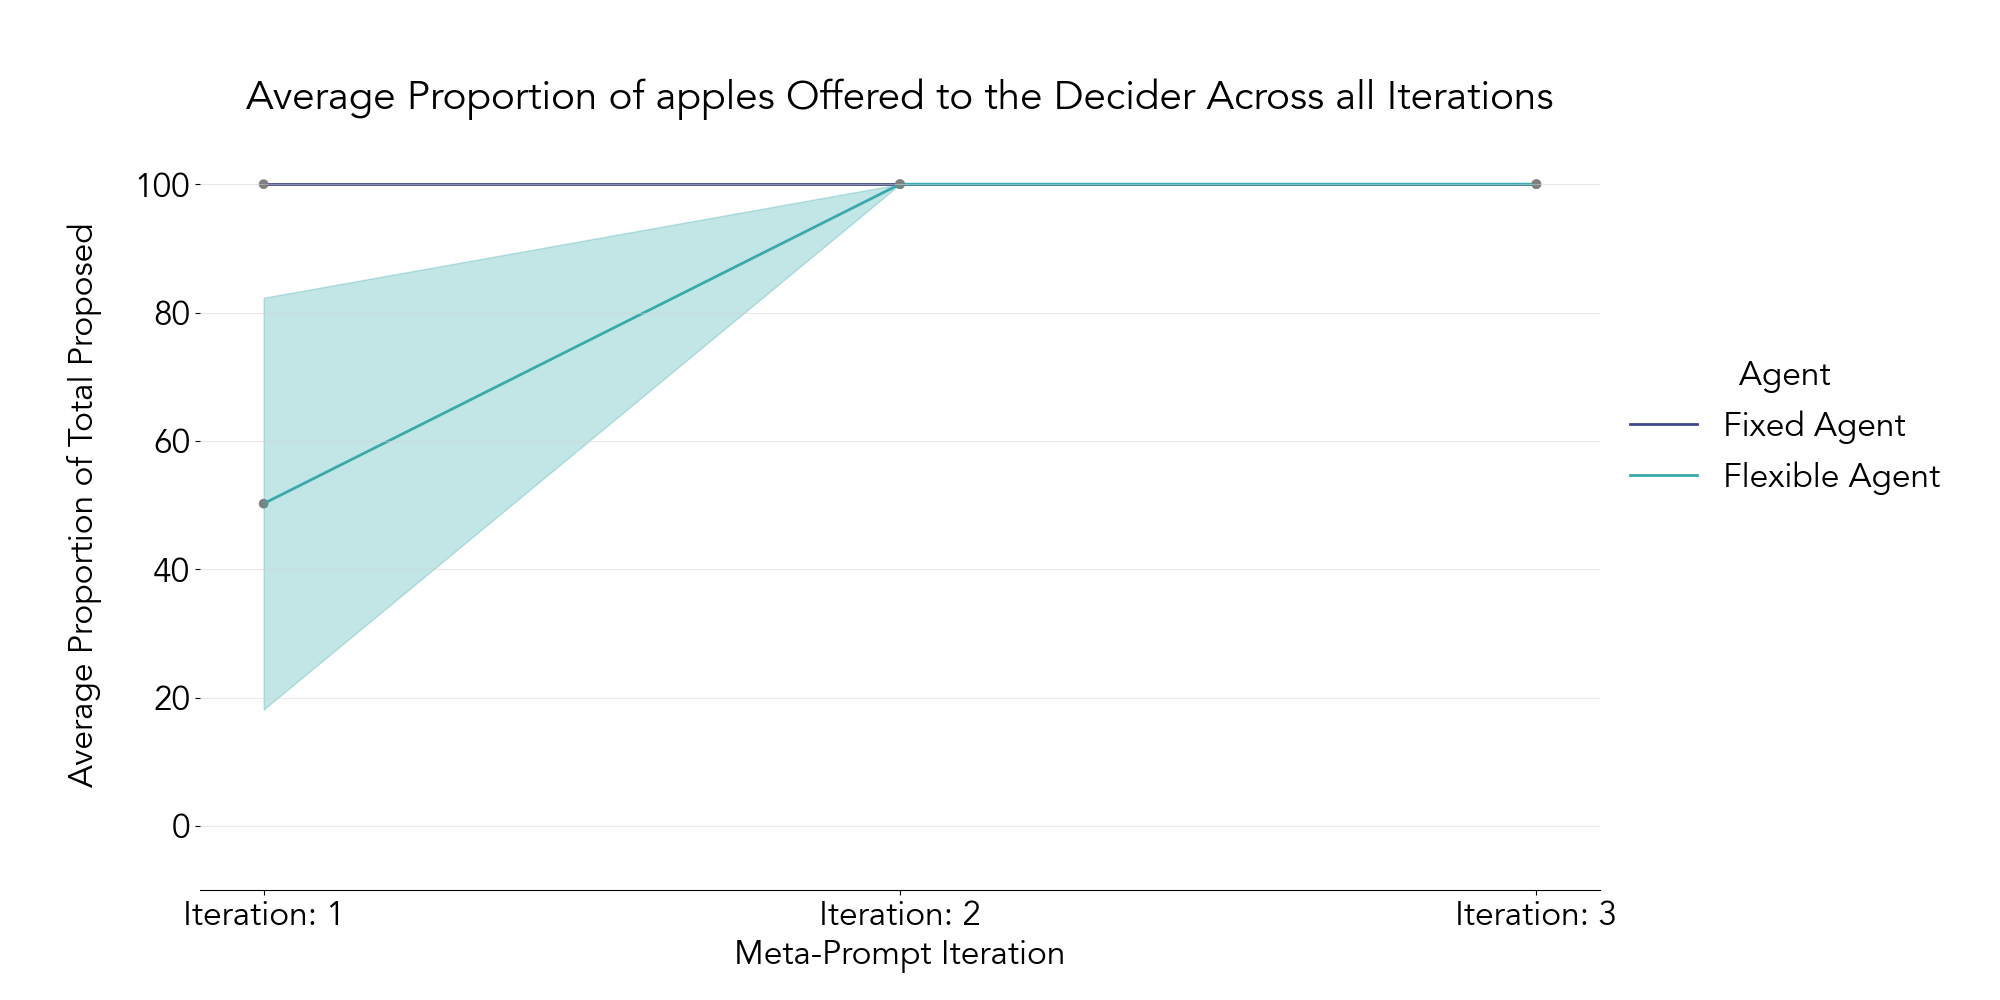 Average Proportion of apples Offered to the Decider Across all Iterations
Average Proportion of Total Proposed
100
80
60
40
20
0
Iteration: 1
Iteration: 2
Iteration: 3
Meta-Prompt Iteration
Agent
Fixed Agent
Flexible Agent